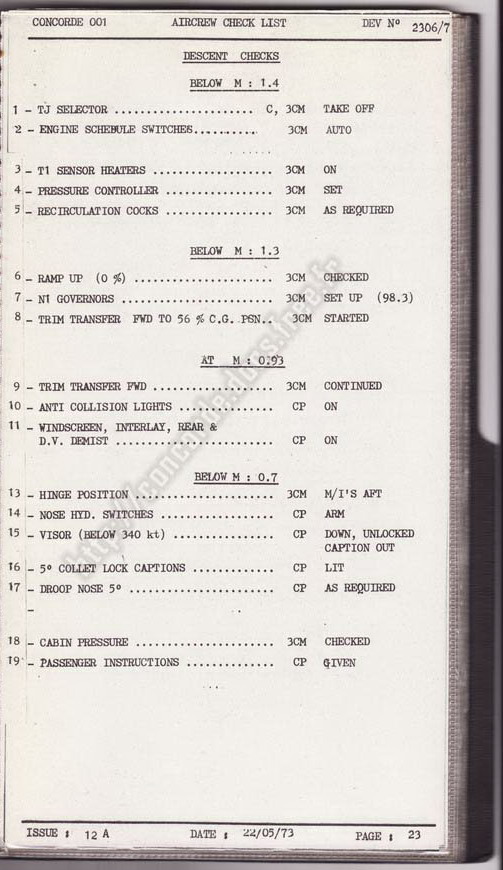 CONCORDE 001 AIRCREW CHECK LIST DEV Nº 2306/7
DESCENT CHECKS
BELOW M : 1.4
1 - TJ SELECTOR ...................... C, 3CM TAKE OFF
2 - ENGINE SCHEBULE SWITCHES.......... 3CM AUTO
3 - T1 SENSOR HEATERS ................... 3CM ON
4 - PRESSURE CONTROLLER ................. 3CM SET
5 - RECIRCULATION COCKS ................. 3CM AS REQUIRED
BELOW M : 1.3
6 - RAMP UP (0 %) ...................... 3CM CHECKED
7 - N1 GOVERNORS ........................ 3CM SET UP (98.3)
8 - TRIM TRANSFER FWD TO 56 % C.G. PSN.. 3CM STARTED
AT M : 0.93
9 - TRIM TRANSFER FWD ................... 3CM CONTINUED
10 - ANTI COLLISION LIGHTS ............... CP ON
11 - WINDSCREEN, INTERLAY, REAR &
D.V. DEMIST ......................... CP ON
BELOW M : 0.7
13 - HINGE POSITION ...................... 3CM M/I'S AFT
14 - NOSE HYD. SWITCHES .................. CP ARM
15 - VISOR (BELOW 340 kt) ................ CP DOWN, UNLOCKED
CAPTION OUT
16 - 5º COLLET LOCK CAPTIONS ............. CP LIT
17 - DROOP NOSE 5º ....................... CP AS REQUIRED
-
18 - CABIN PRESSURE ...................... 3CM CHECKED
19 - PASSENGER INSTRUCTIONS .............. CP GIVEN
ISSUE : 12 A DATE : 22/05/73 PAGE : 23